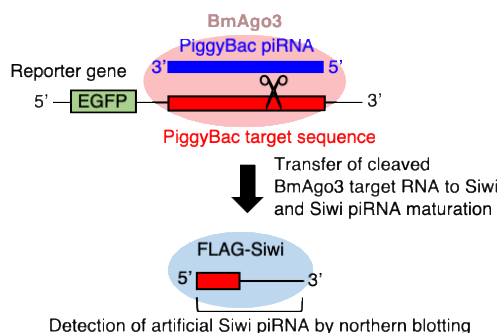 BmAgo3
PiggyBac piRNA
3’ 5’
Reporter gene
5’ EGFP 3’
PiggyBac target sequence
Transfer of cleaved
BmAgo3 target RNA to Siwi
and Siwi piRNA maturation
FLAG-Siwi
5’ 3’
Detection of artificial Siwi piRNA by northern blotting